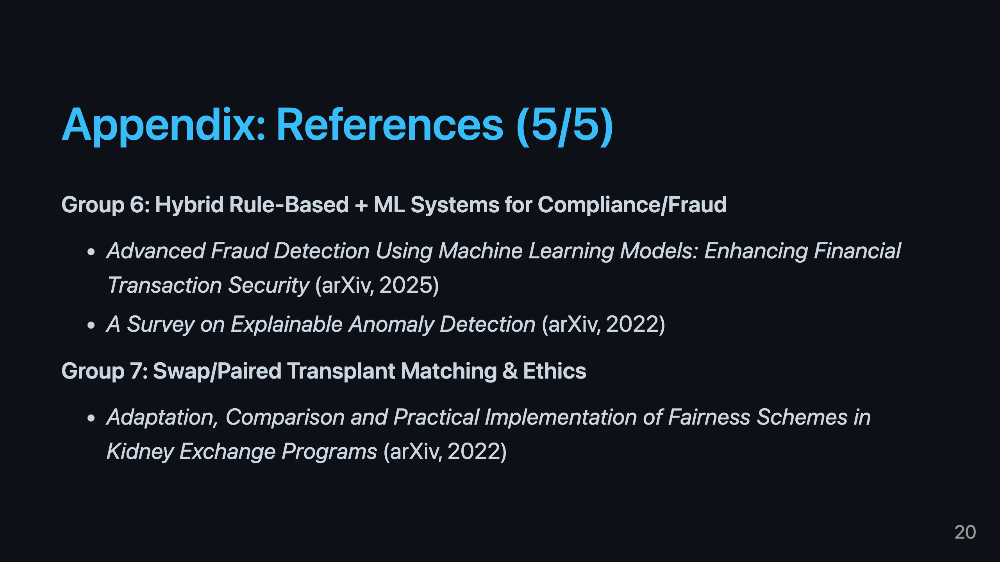 Appendix: References (5/5)
Group 6: Hybrid Rule-Based + ML Systems for Compliance/Fraud
• Advanced Fraud Detection Using Machine Learning Models: Enhancing Financial
Transaction Security (arXiv, 2025)
• A Survey on Explainable Anomaly Detection (arXiv, 2022)
Group 7: Swap/Paired Transplant Matching & Ethics
• Adaptation, Comparison and Practical Implementation of Fairness Schemes in
Kidney Exchange Programs (arXiv, 2022)
20